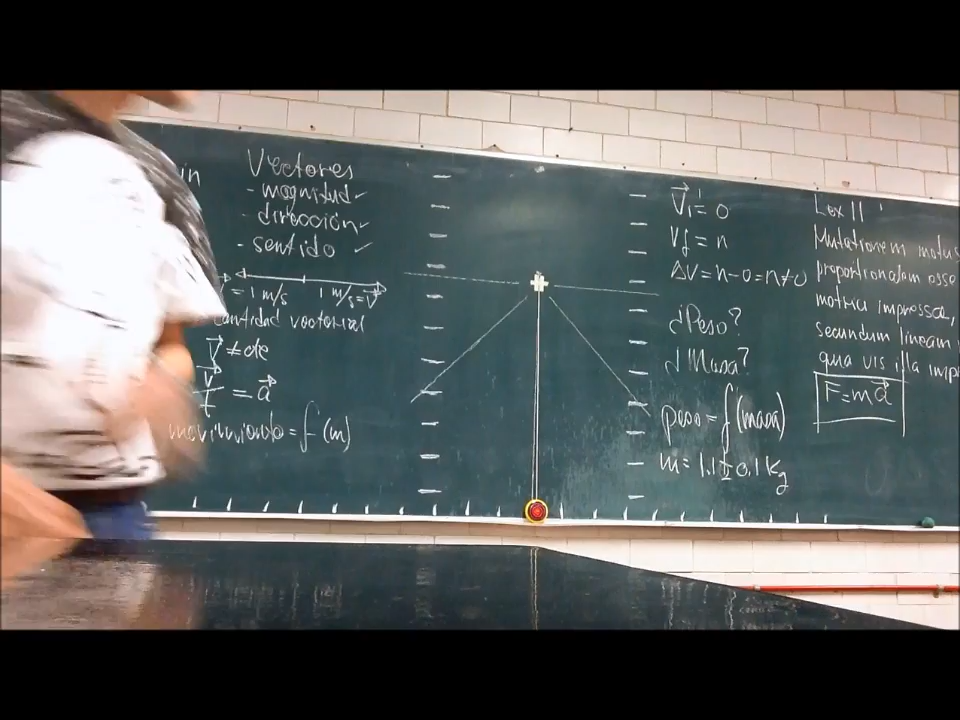 in
Vectores
- magnitud ✓
- dirección ✓
- sentido ✓
= 1 m/s 1 m/s = V⃗
cantidad vectorial
V⃗ ≠ cte
V⃗/t = a⃗
movimiento = f(m)
V⃗i = 0
Vf = n
ΔV = n - 0 = n ≠ 0
¿Peso?
¿Masa?
peso = f(masa)
m = 1.1 ± 0.1 kg
Lex II
Mutationem motus
proportionalem esse
motrici impressae,
secundum lineam
qua vis illa imp
F = ma⃗